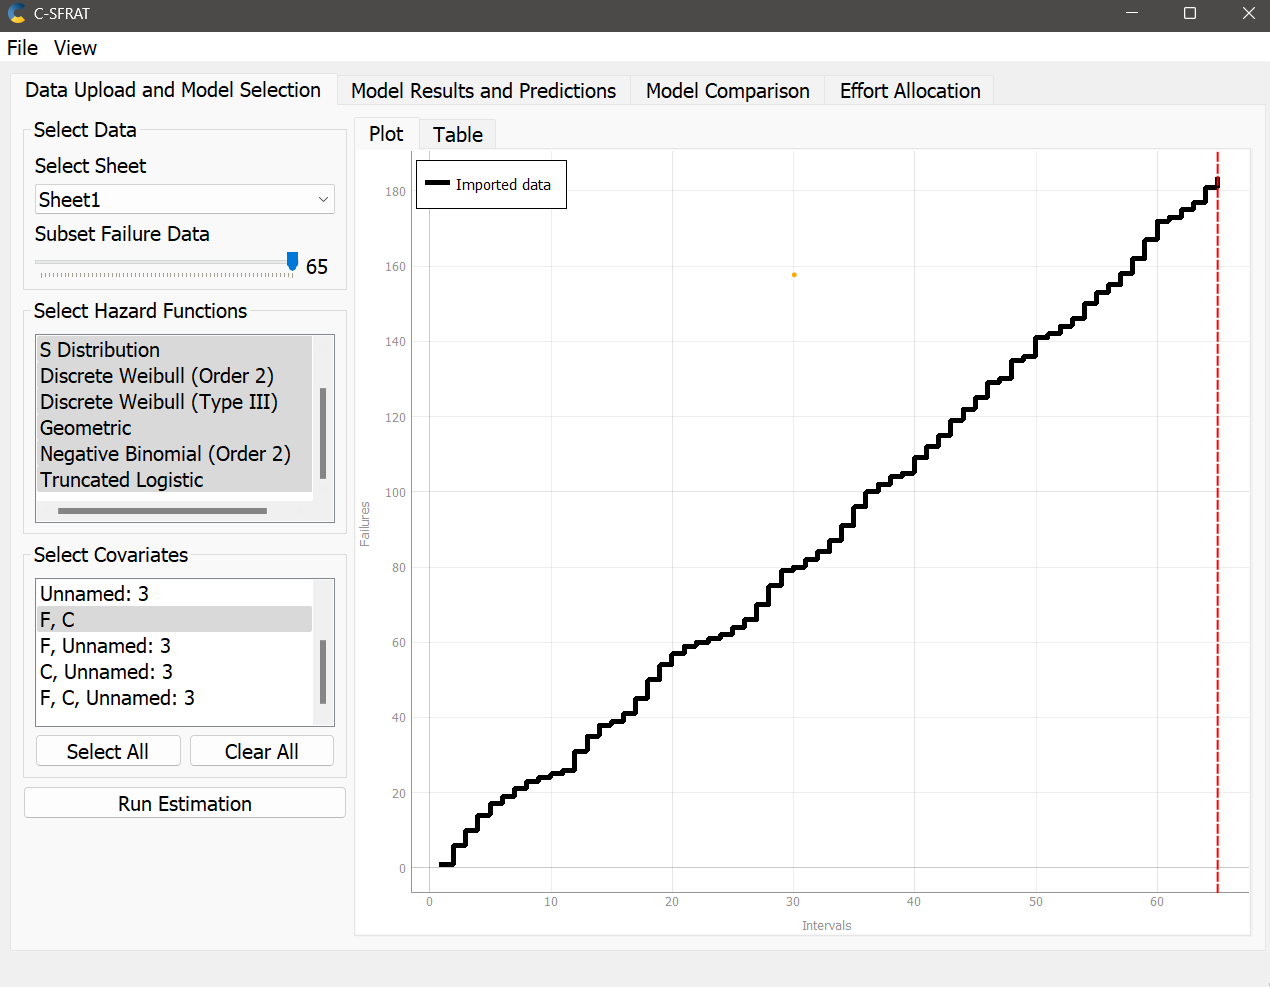 C-SFRAT
File View
Data Upload and Model Selection Model Results and Predictions Model Comparison Effort Allocation
Select Data
Select Sheet
Sheet1
Subset Failure Data
65
Select Hazard Functions
S Distribution
Discrete Weibull (Order 2)
Discrete Weibull (Type III)
Geometric
Negative Binomial (Order 2)
Truncated Logistic
Select Covariates
Unnamed: 3
F, C
F, Unnamed: 3
C, Unnamed: 3
F, C, Unnamed: 3
Select All Clear All
Run Estimation
Plot Table
Imported data
180
160
140
120
100
80
60
40
20
0
Failures
0 10 20 30 40 50 60
Intervals